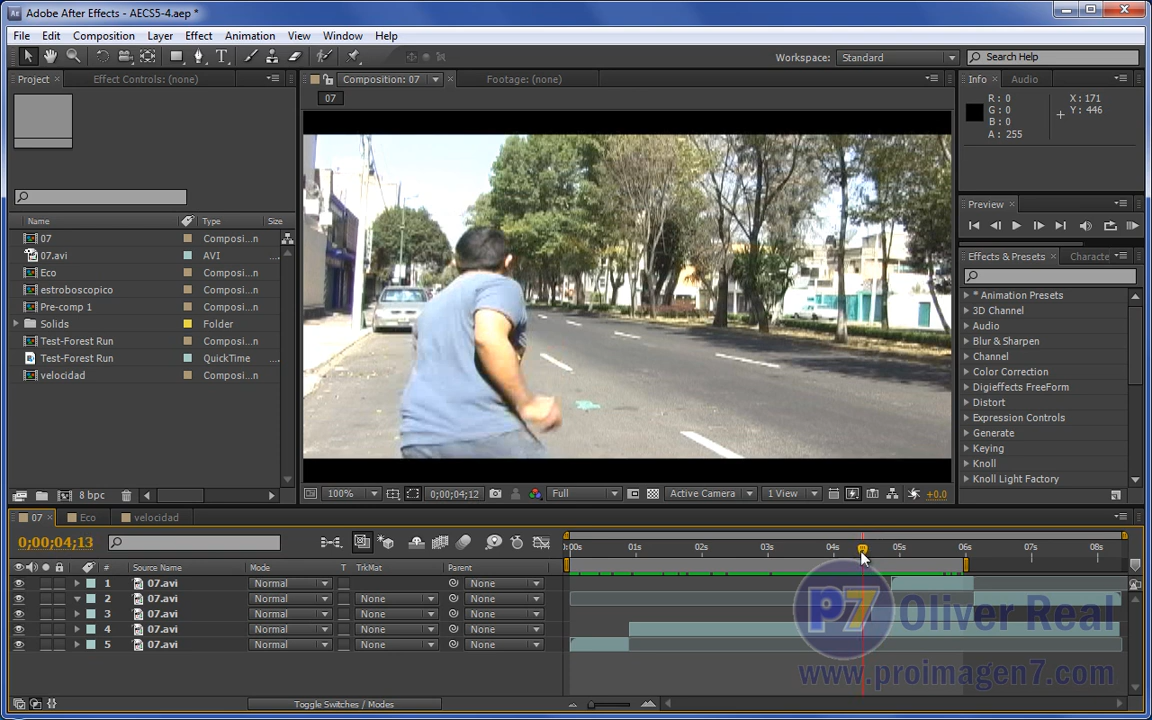 Adobe After Effects - AECS5-4.aep *
File Edit Composition Layer Effect Animation View Window Help
Workspace: Standard Search Help
Project Effect Controls: (none) Composition: 07 Footage: (none) Info Audio
07
R: 0 X: 171
G: 0 Y: 446
B: 0
A: 255
Preview
Name Type Size
07 Composi...n
07.avi AVI ...
Eco Composi...n
estroboscopico Composi...n
Pre-comp 1 Composi...n
Solids Folder
Test-Forest Run Composi...n
Test-Forest Run QuickTime ...
velocidad Composi...n
Effects & Presets Characte
* Animation Presets
3D Channel
Audio
Blur & Sharpen
Channel
Color Correction
Digieffects FreeForm
Distort
Expression Controls
Generate
Keying
Knoll
Knoll Light Factory
8 bpc 100% 0;00;04;12 Full Active Camera 1 View +0.0
07 Eco velocidad
0;00;04;13
0:00s 01s 02s 03s 04s 05s 06s 07s 08s
# Source Name Mode T TrkMat Parent
1 07.avi Normal None
2 07.avi Normal None None
3 07.avi Normal None None
4 07.avi Normal None None
5 07.avi Normal None None
Toggle Switches / Modes
P7 Oliver Real
www.proimagen7.com